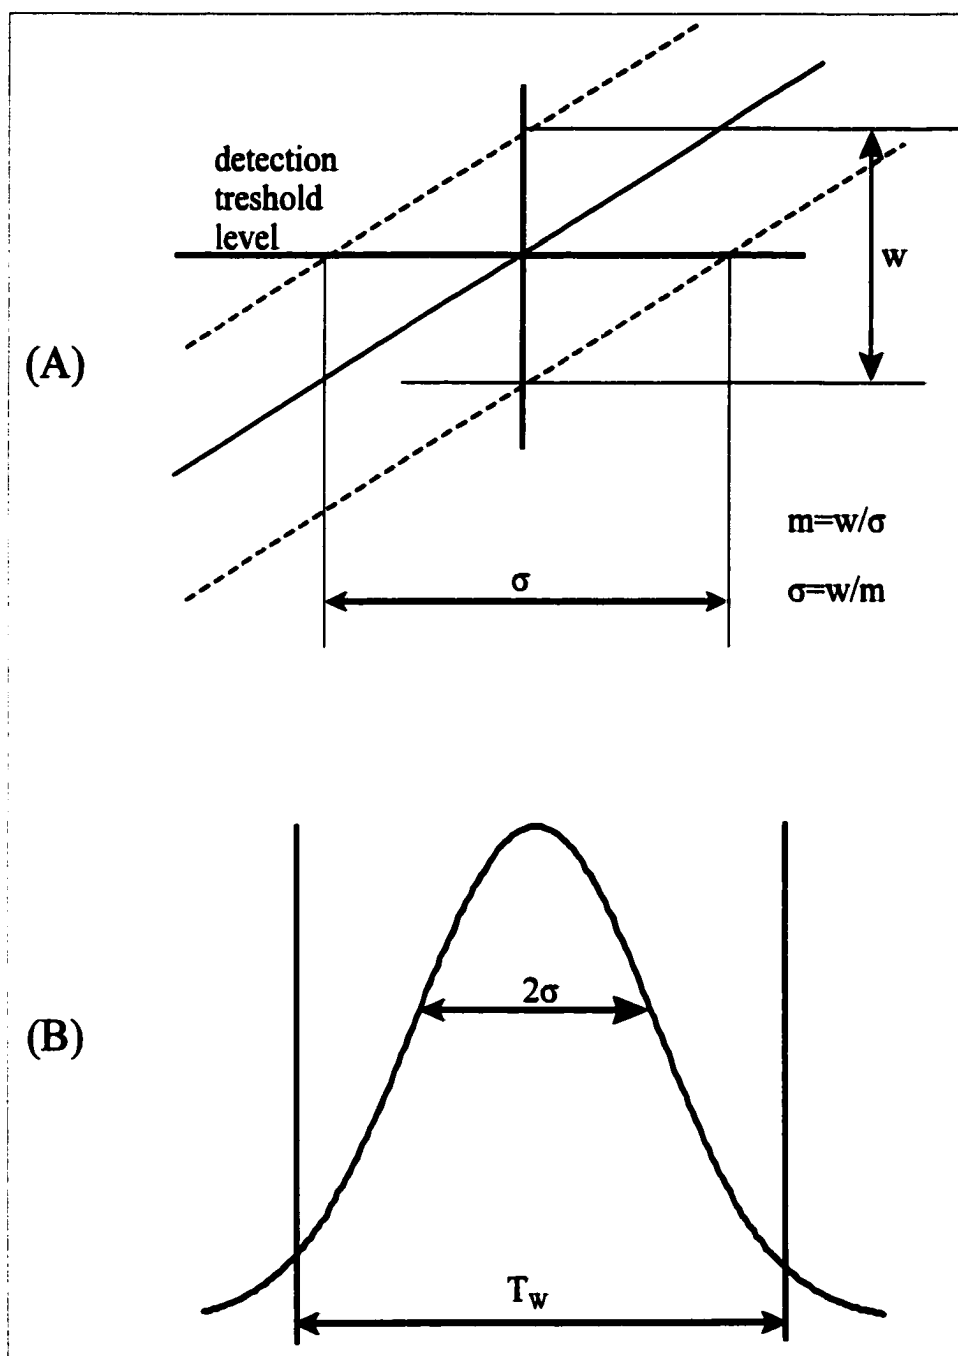 detection
treshold
level
w
(A)
m=w/σ
σ
σ=w/m
2σ
(B)
T_w